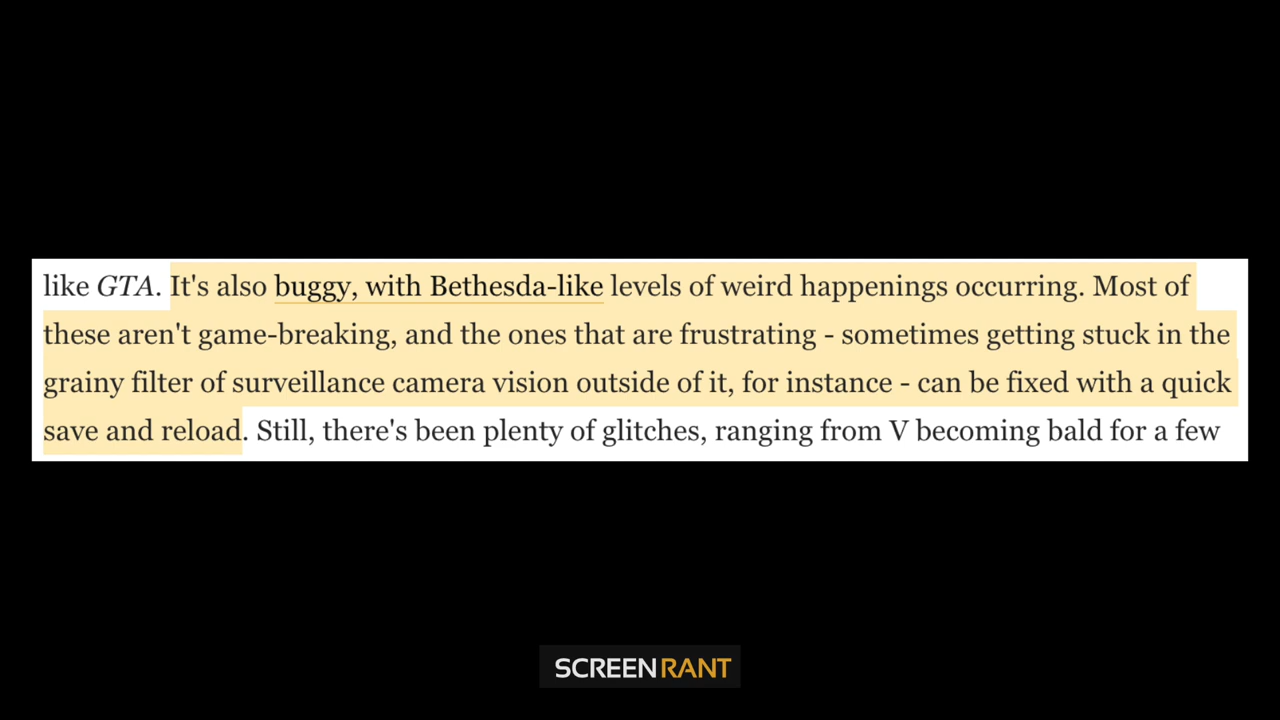 like GTA. It's also buggy, with Bethesda-like levels of weird happenings occurring. Most of
these aren't game-breaking, and the ones that are frustrating - sometimes getting stuck in the
grainy filter of surveillance camera vision outside of it, for instance - can be fixed with a quick
save and reload. Still, there's been plenty of glitches, ranging from V becoming bald for a few
SCREENRANT